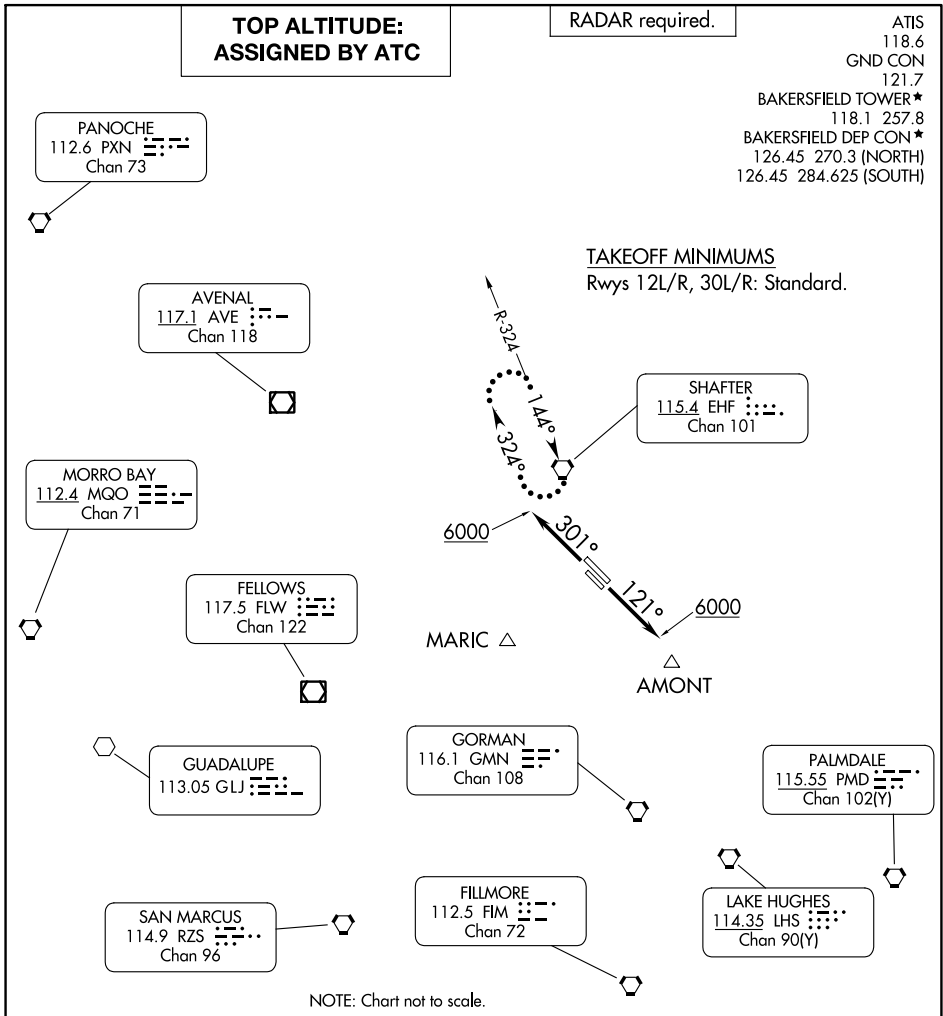 TOP ALTITUDE:
ASSIGNED BY ATC
RADAR required.
ATIS
118.6
GND CON
121.7
BAKERSFIELD TOWER★
118.1 257.8
BAKERSFIELD DEP CON★
126.45 270.3 (NORTH)
126.45 284.625 (SOUTH)
PANOCHE
112.6 PXN
Chan 73
TAKEOFF MINIMUMS
Rwys 12L/R, 30L/R: Standard.
AVENAL
117.1 AVE
Chan 118
R-324
144°
324°
SHAFTER
115.4 EHF
Chan 101
MORRO BAY
112.4 MQO
Chan 71
6000
301°
121°
6000
FELLOWS
117.5 FLW
Chan 122
MARIC
AMONT
GUADALUPE
113.05 GLJ
GORMAN
116.1 GMN
Chan 108
PALMDALE
115.55 PMD
Chan 102(Y)
SAN MARCUS
114.9 RZS
Chan 96
FILLMORE
112.5 FIM
Chan 72
LAKE HUGHES
114.35 LHS
Chan 90(Y)
NOTE: Chart not to scale.